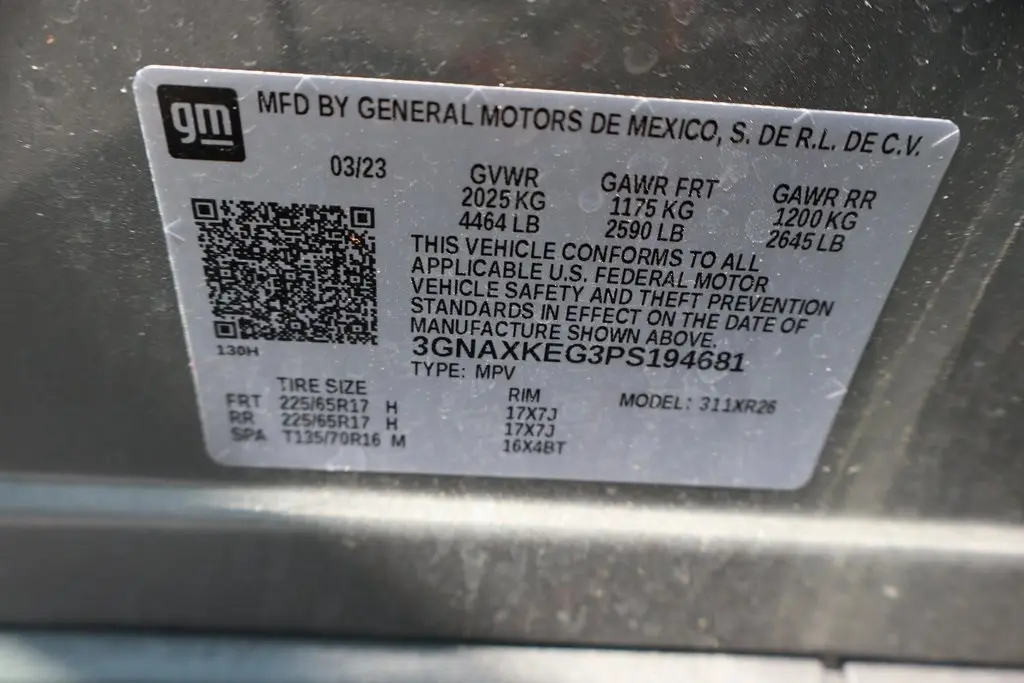 gm MFD BY GENERAL MOTORS DE MEXICO, S. DE R.L. DE C.V.
03/23
GVWR GAWR FRT GAWR RR
2025 KG 1175 KG 1200 KG
4464 LB 2590 LB 2645 LB
THIS VEHICLE CONFORMS TO ALL
APPLICABLE U.S. FEDERAL MOTOR
VEHICLE SAFETY AND THEFT PREVENTION
STANDARDS IN EFFECT ON THE DATE OF
MANUFACTURE SHOWN ABOVE.
3GNAXKEG3PS194681
130H
TYPE: MPV
TIRE SIZE RIM MODEL: 311XR26
FRT 225/65R17 H 17X7J
RR 225/65R17 H 17X7J
SPA T135/70R16 M 16X4BT